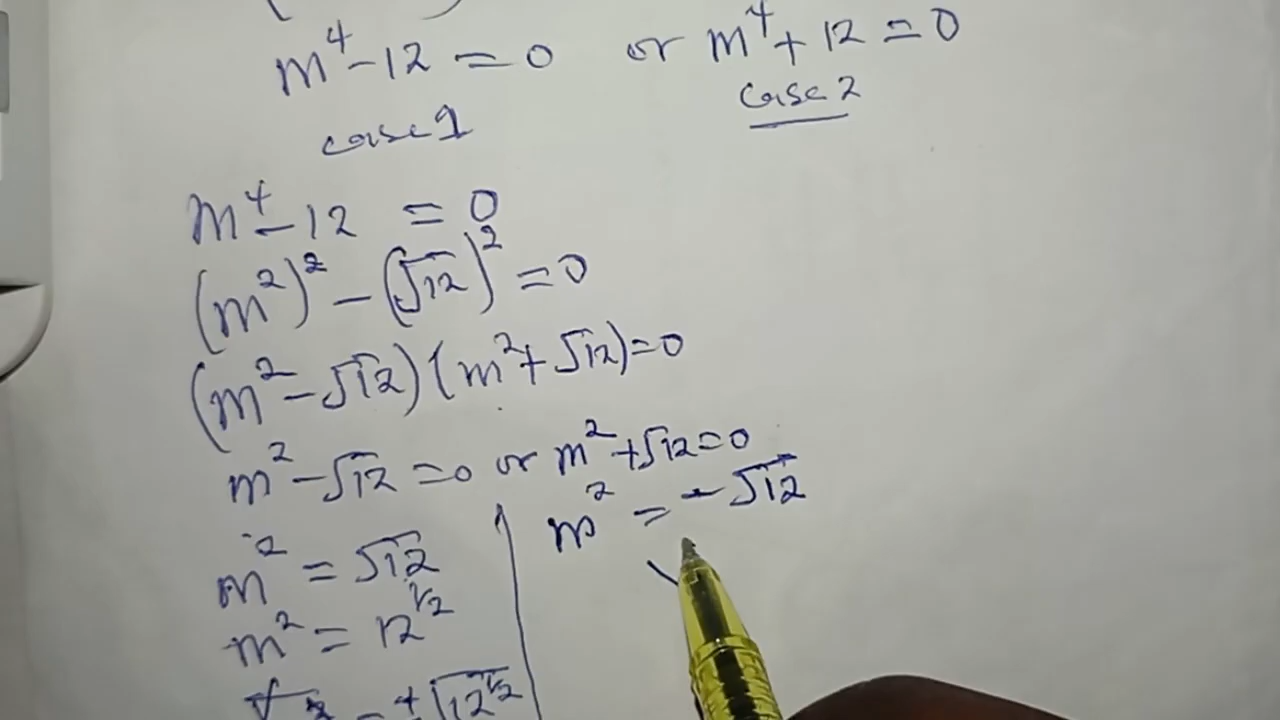 m⁴-12 = 0 or m⁴+12 = 0
case 1 case 2
m⁴-12 = 0
(m²)² - (√12)² = 0
(m²-√12)(m²+√12)=0
m²-√12 =0 or m²+√12=0
m² = √12
m² = -√12
m² = 12^1/2
= ±√12^1/2